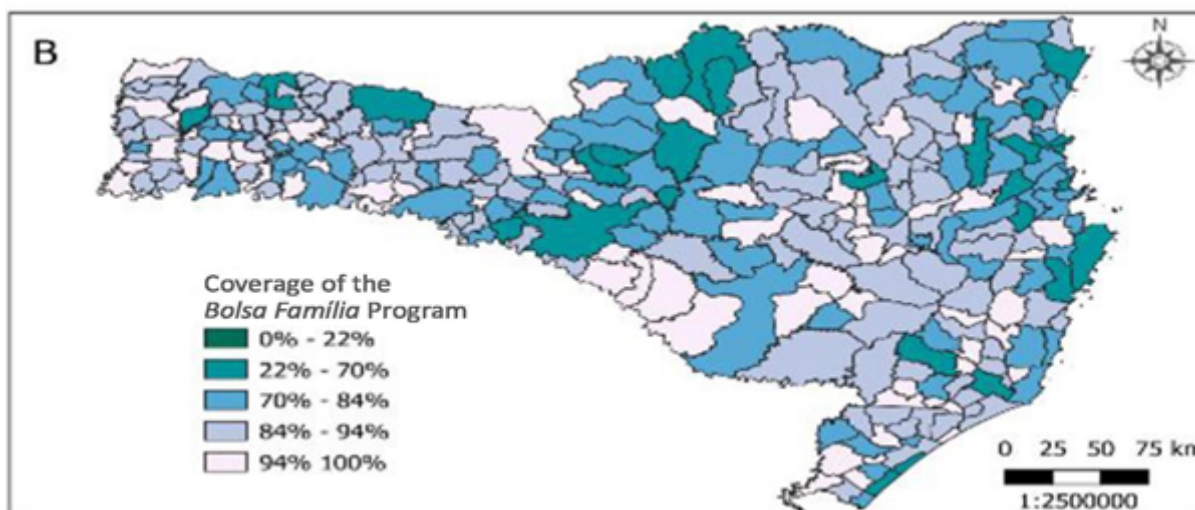 B
N
Coverage of the
Bolsa Família Program
0% - 22%
22% - 70%
70% - 84%
84% - 94%
94% 100%
0 25 50 75 km
1:2500000